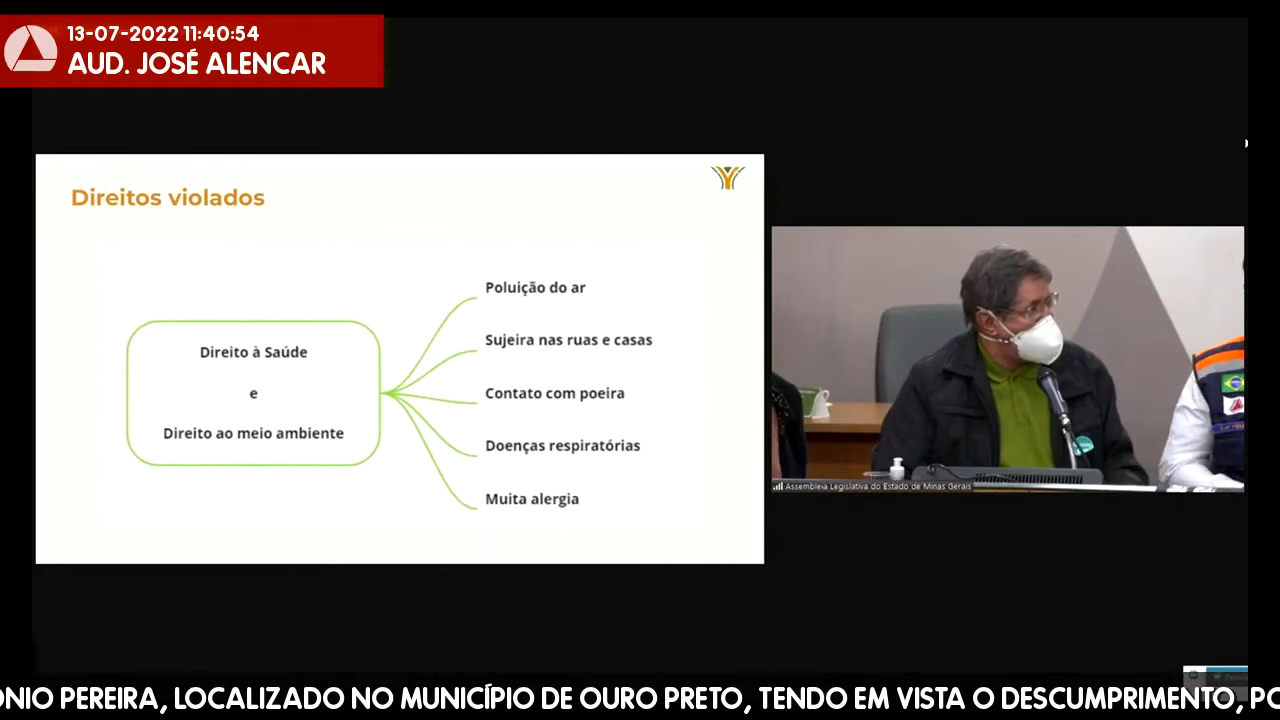 13-07-2022 11:40:54
AUD. JOSÉ ALENCAR
Direitos violados
Direito à Saúde
e
Direito ao meio ambiente
Poluição do ar
Sujeira nas ruas e casas
Contato com poeira
Doenças respiratórias
Muita alergia
Assembleia Legislativa do Estado de Minas Gerais
ONIO PEREIRA, LOCALIZADO NO MUNICÍPIO DE OURO PRETO, TENDO EM VISTA O DESCUMPRIMENTO, PO